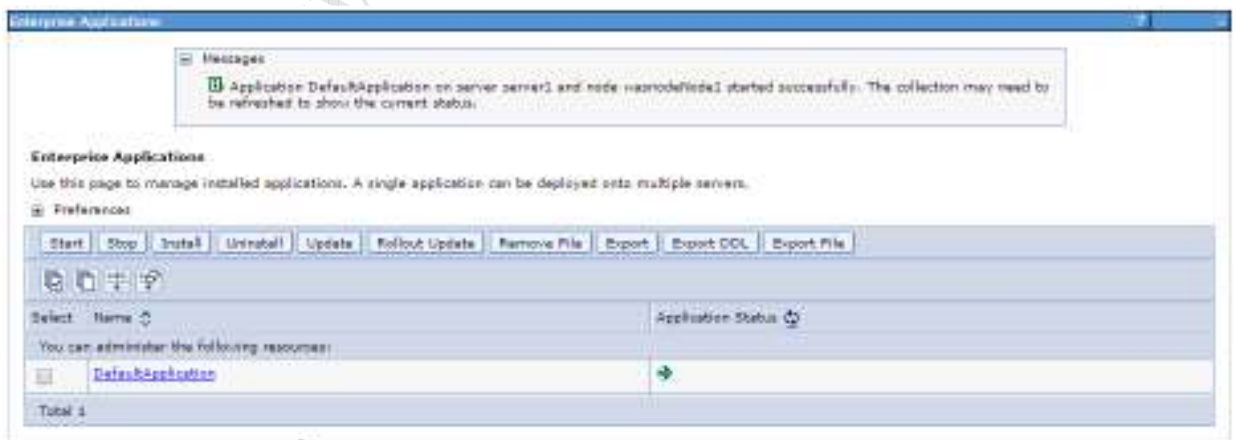 Enterprise Applications
?
Messages
Application DefaultApplication on server server1 and node wasnodeNode1 started successfully. The collection may need to
be refreshed to show the current status.
Enterprise Applications
Use this page to manage installed applications. A single application can be deployed onto multiple servers.
Preferences
Start Stop Install Uninstall Update Rollout Update Remove File Export Export DDL Export File
Select Name Application Status
You can administer the following resources:
DefaultApplication
Total 1